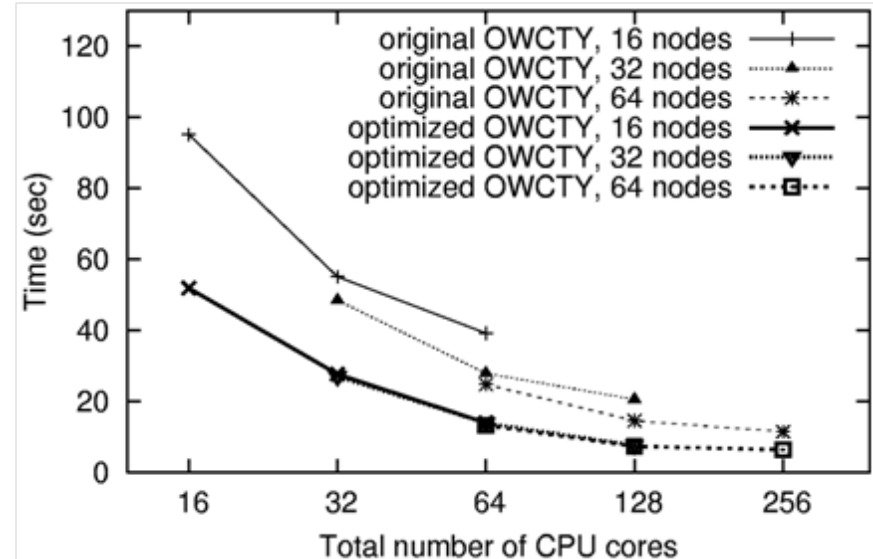 120
100
80
60
40
20
0
Time (sec)
original OWCTY, 16 nodes
original OWCTY, 32 nodes
original OWCTY, 64 nodes
optimized OWCTY, 16 nodes
optimized OWCTY, 32 nodes
optimized OWCTY, 64 nodes
16 32 64 128 256
Total number of CPU cores